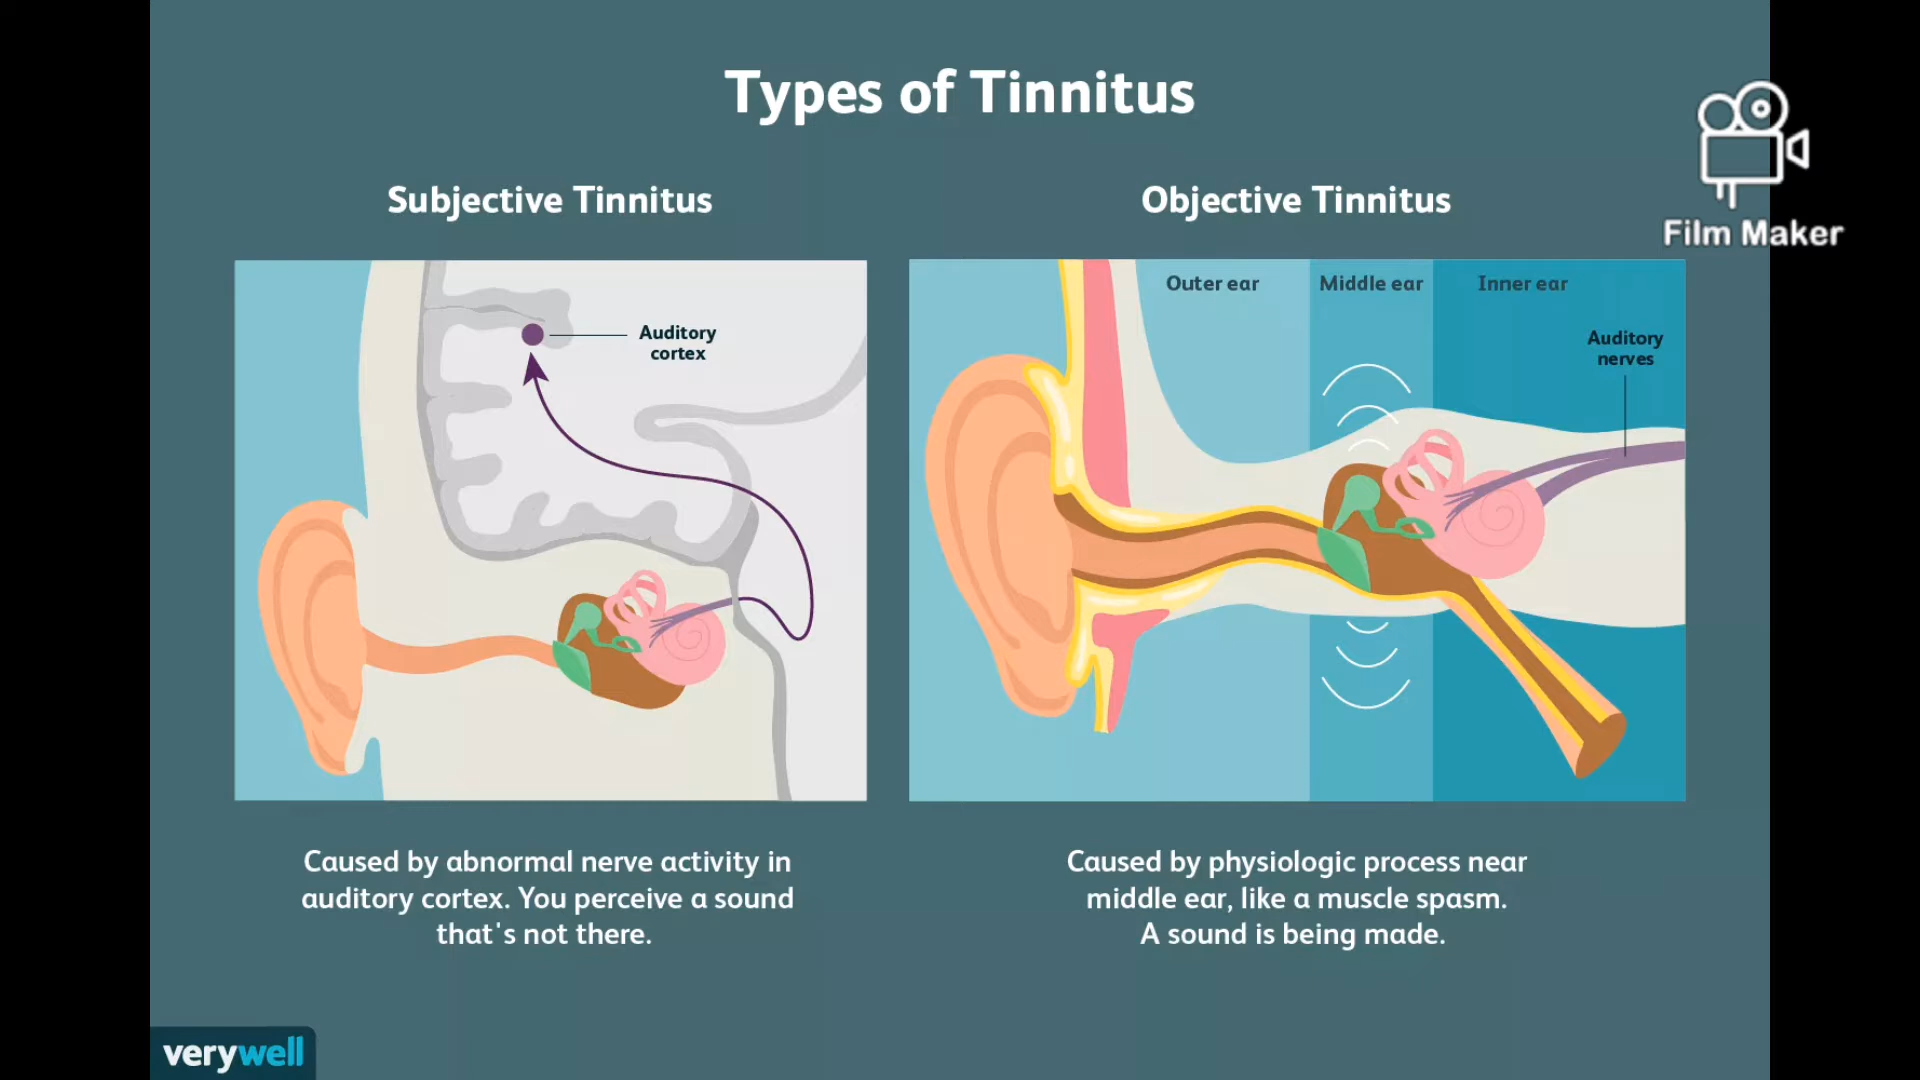 Types of Tinnitus
Subjective Tinnitus
Auditory
cortex
Caused by abnormal nerve activity in
auditory cortex. You perceive a sound
that's not there.
Objective Tinnitus
Outer ear
Middle ear
Inner ear
Auditory
nerves
Caused by physiologic process near
middle ear, like a muscle spasm.
A sound is being made.
Film Maker
verywell